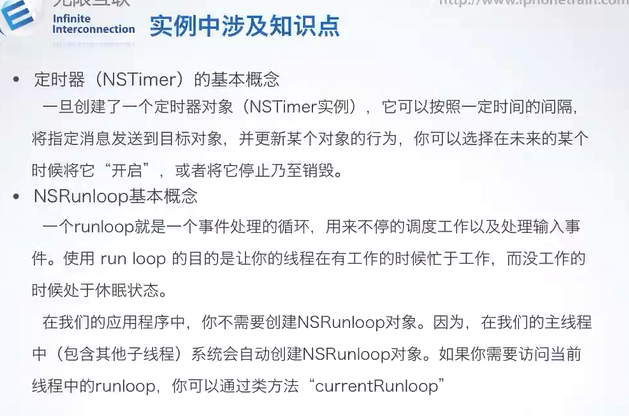 无限互联
http://www.iphonetrain.com
Infinite
Interconnection
实例中涉及知识点
• 定时器（NSTimer）的基本概念
一旦创建了一个定时器对象（NSTimer实例），它可以按照一定时间的间隔，
将指定消息发送到目标对象，并更新某个对象的行为，你可以选择在未来的某个
时候将它“开启”，或者将它停止乃至销毁。
• NSRunloop基本概念
一个runloop就是一个事件处理的循环，用来不停的调度工作以及处理输入事
件。使用 run loop 的目的是让你的线程在有工作的时候忙于工作，而没工作的
时候处于休眠状态。
在我们的应用程序中，你不需要创建NSRunloop对象。因为，在我们的主线程
中（包含其他子线程）系统会自动创建NSRunloop对象。如果你需要访问当前
线程中的runloop，你可以通过类方法“currentRunloop”